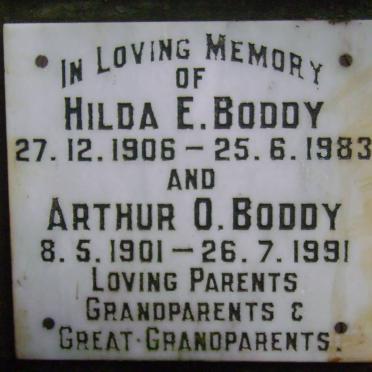 In Loving Memory
OF
Hilda E. Boddy
27.12.1906 – 25.6.1983
AND
Arthur O. Boddy
8.5.1901 – 26.7.1991
Loving Parents
Grandparents &
Great-Grandparents.